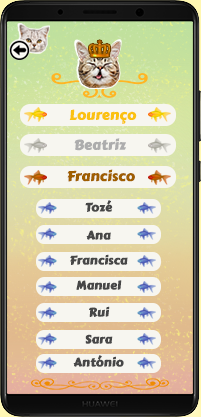 Lourenço
Beatriz
Francisco
Tozé
Ana
Francisca
Manuel
Rui
Sara
António
HUAWEI